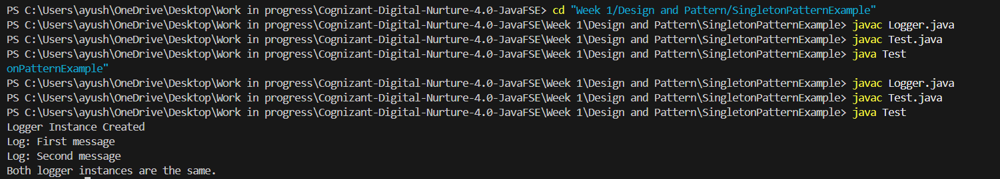 PS C:\Users\ayush\OneDrive\Desktop\Work in progress\Cognizant-Digital-Nurture-4.0-JavaFSE> cd "Week 1/Design and Pattern/SingletonPatternExample"
PS C:\Users\ayush\OneDrive\Desktop\Work in progress\Cognizant-Digital-Nurture-4.0-JavaFSE\Week 1\Design and Pattern\SingletonPatternExample> javac Logger.java
PS C:\Users\ayush\OneDrive\Desktop\Work in progress\Cognizant-Digital-Nurture-4.0-JavaFSE\Week 1\Design and Pattern\SingletonPatternExample> javac Test.java
PS C:\Users\ayush\OneDrive\Desktop\Work in progress\Cognizant-Digital-Nurture-4.0-JavaFSE\Week 1\Design and Pattern\SingletonPatternExample> java Test
onPatternExample"
PS C:\Users\ayush\OneDrive\Desktop\Work in progress\Cognizant-Digital-Nurture-4.0-JavaFSE\Week 1\Design and Pattern\SingletonPatternExample> javac Logger.java
PS C:\Users\ayush\OneDrive\Desktop\Work in progress\Cognizant-Digital-Nurture-4.0-JavaFSE\Week 1\Design and Pattern\SingletonPatternExample> javac Test.java
PS C:\Users\ayush\OneDrive\Desktop\Work in progress\Cognizant-Digital-Nurture-4.0-JavaFSE\Week 1\Design and Pattern\SingletonPatternExample> java Test
Logger Instance Created
Log: First message
Log: Second message
Both logger instances are the same.